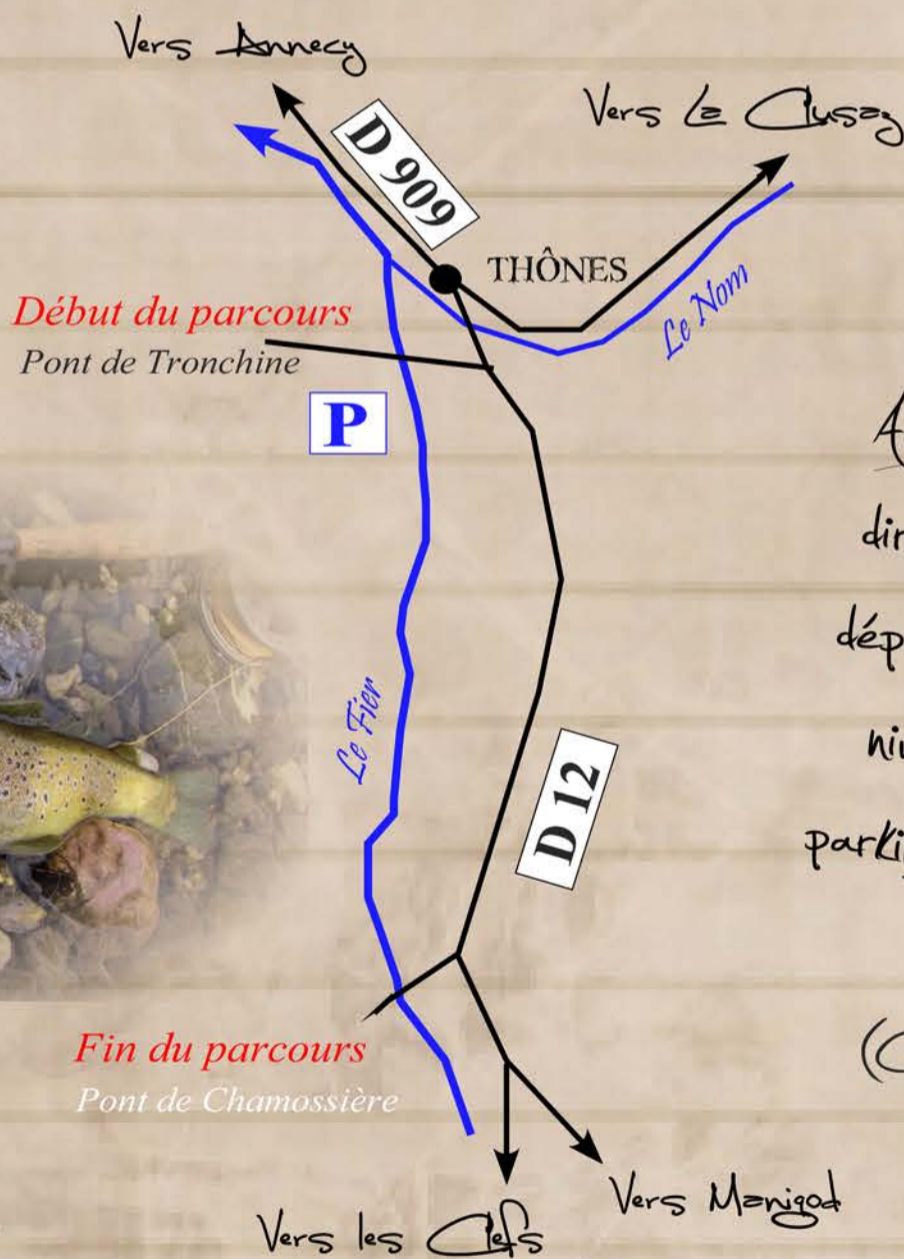 Vers Annecy
Vers La Clusaz
D 909
THÔNES
Le Nom
Début du parcours
Pont de Tronchine
P
Le Fier
D 12
Fin du parcours
Pont de Chamossière
Vers les Clefs
Vers Manigod